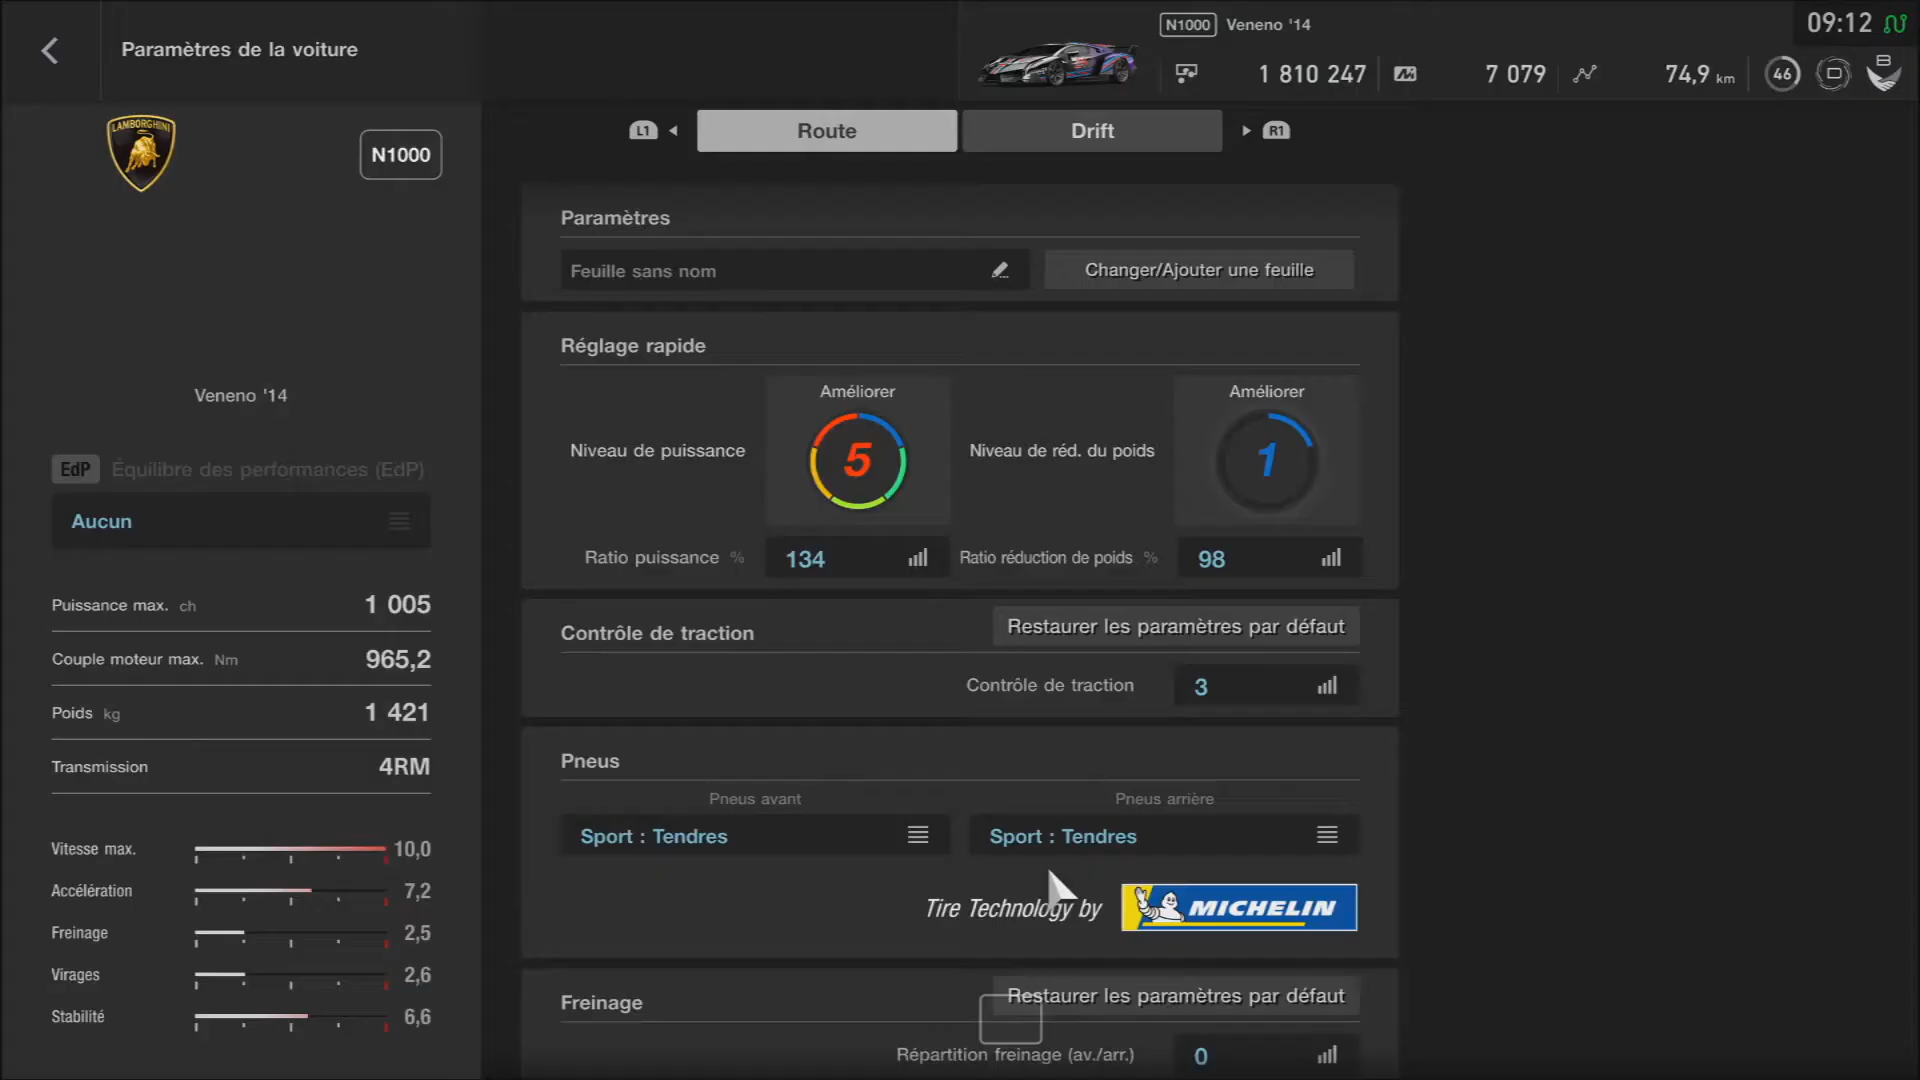 Paramètres de la voiture
N1000 Veneno '14
09:12
1 810 247
7 079
74,9 km
46
B
LAMBORGHINI
N1000
L1
Route
Drift
R1
Paramètres
Feuille sans nom
Changer/Ajouter une feuille
Réglage rapide
Améliorer
Améliorer
Niveau de puissance
5
Niveau de réd. du poids
1
Ratio puissance %
134
Ratio réduction de poids %
98
Veneno '14
EdP Équilibre des performances (EdP)
Aucun
Puissance max. ch 1 005
Couple moteur max. Nm 965,2
Poids kg 1 421
Transmission 4RM
Vitesse max. 10,0
Accélération 7,2
Freinage 2,5
Virages 2,6
Stabilité 6,6
Contrôle de traction
Restaurer les paramètres par défaut
Contrôle de traction 3
Pneus
Pneus avant
Pneus arrière
Sport : Tendres
Sport : Tendres
Tire Technology by MICHELIN
Freinage
Restaurer les paramètres par défaut
Répartition freinage (av./arr.) 0